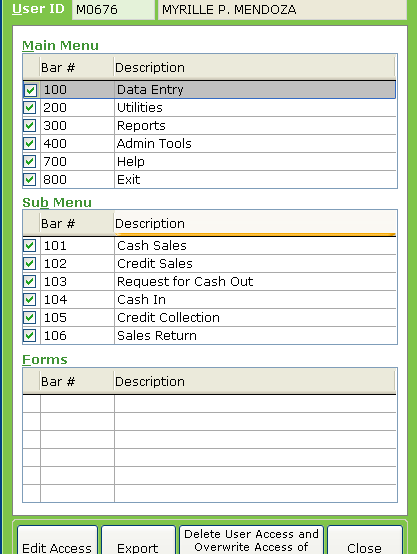 User ID M0676 MYRILLE P. MENDOZA
Main Menu
Bar # Description
100 Data Entry
200 Utilities
300 Reports
400 Admin Tools
700 Help
800 Exit
Sub Menu
Bar # Description
101 Cash Sales
102 Credit Sales
103 Request for Cash Out
104 Cash In
105 Credit Collection
106 Sales Return
Forms
Bar # Description
Delete User Access and
Edit Access Export Overwrite Access of Close